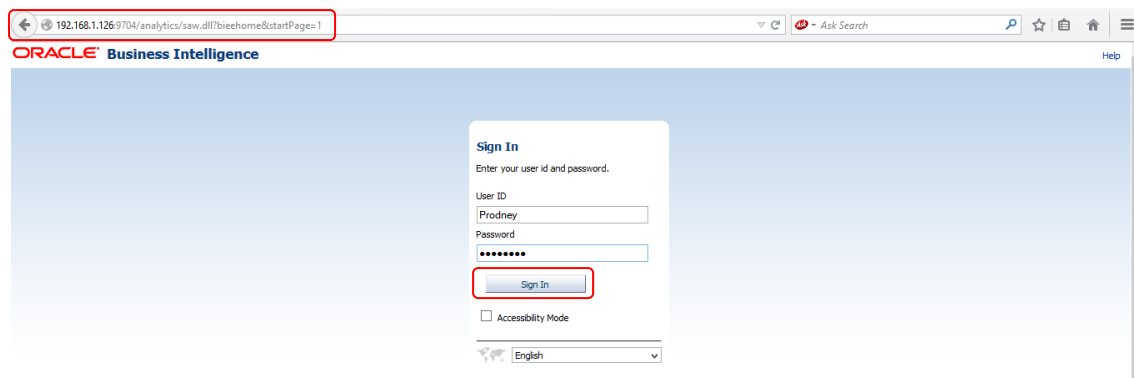 192.168.1.126:9704/analytics/saw.dll?bieehome&startPage=1
Ask Search
ORACLE Business Intelligence
Help
Sign In
Enter your user id and password.
User ID
Prodney
Password
••••••••
Sign In
Accessibility Mode
English